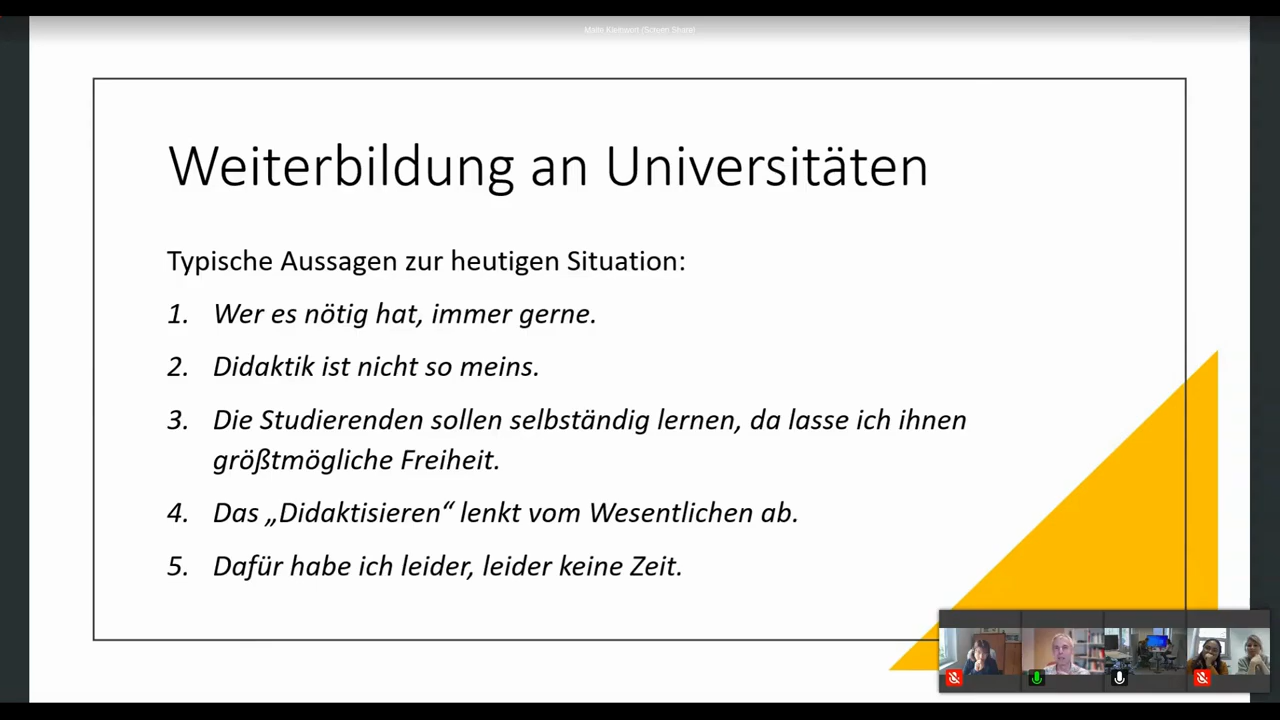 Weiterbildung an Universitäten
Typische Aussagen zur heutigen Situation:
1. Wer es nötig hat, immer gerne.
2. Didaktik ist nicht so meins.
3. Die Studierenden sollen selbständig lernen, da lasse ich ihnen
größtmögliche Freiheit.
4. Das „Didaktisieren“ lenkt vom Wesentlichen ab.
5. Dafür habe ich leider, leider keine Zeit.